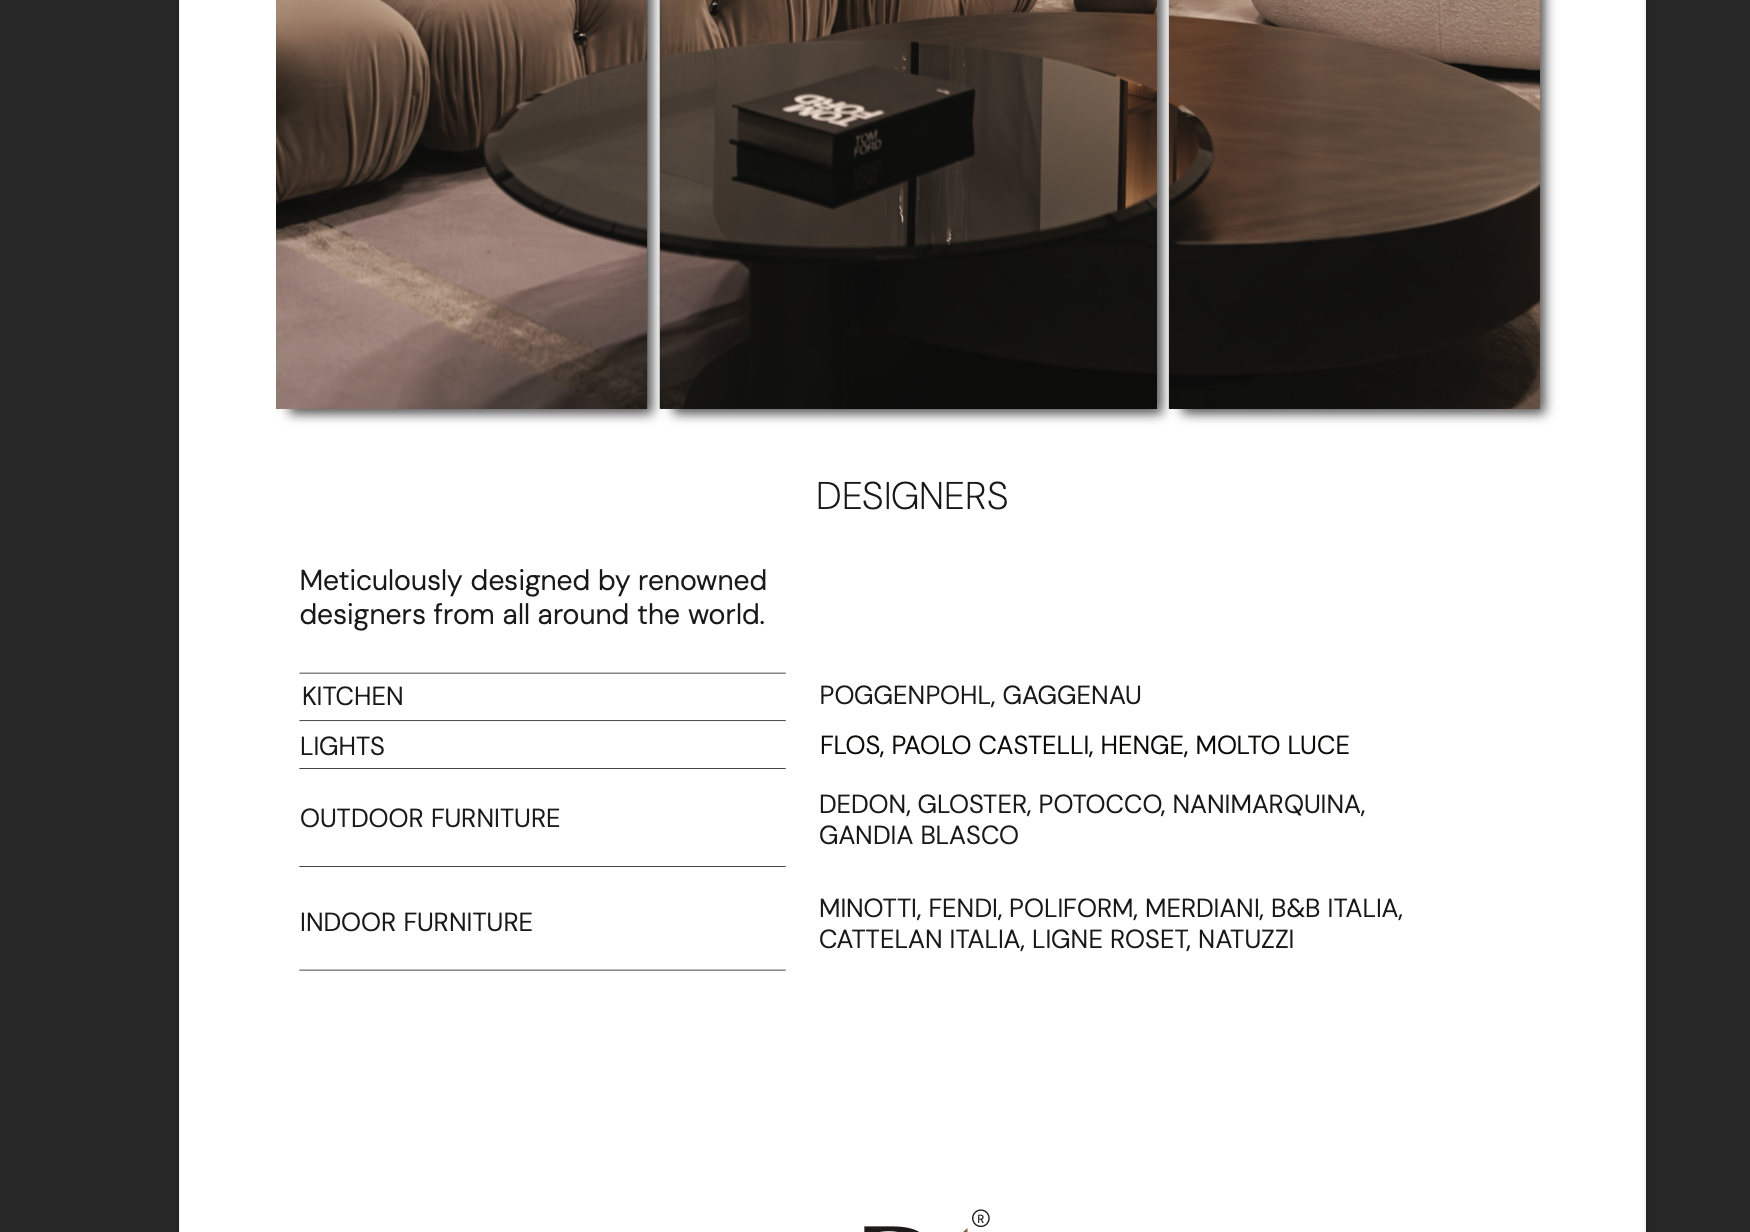 TOM
FORD
TOM
FORD
DESIGNERS
Meticulously designed by renowned
designers from all around the world.
KITCHEN
POGGENPOHL, GAGGENAU
LIGHTS
FLOS, PAOLO CASTELLI, HENGE, MOLTO LUCE
OUTDOOR FURNITURE
DEDON, GLOSTER, POTOCCO, NANIMARQUINA,
GANDIA BLASCO
INDOOR FURNITURE
MINOTTI, FENDI, POLIFORM, MERDIANI, B&B ITALIA,
CATTELAN ITALIA, LIGNE ROSET, NATUZZI
®